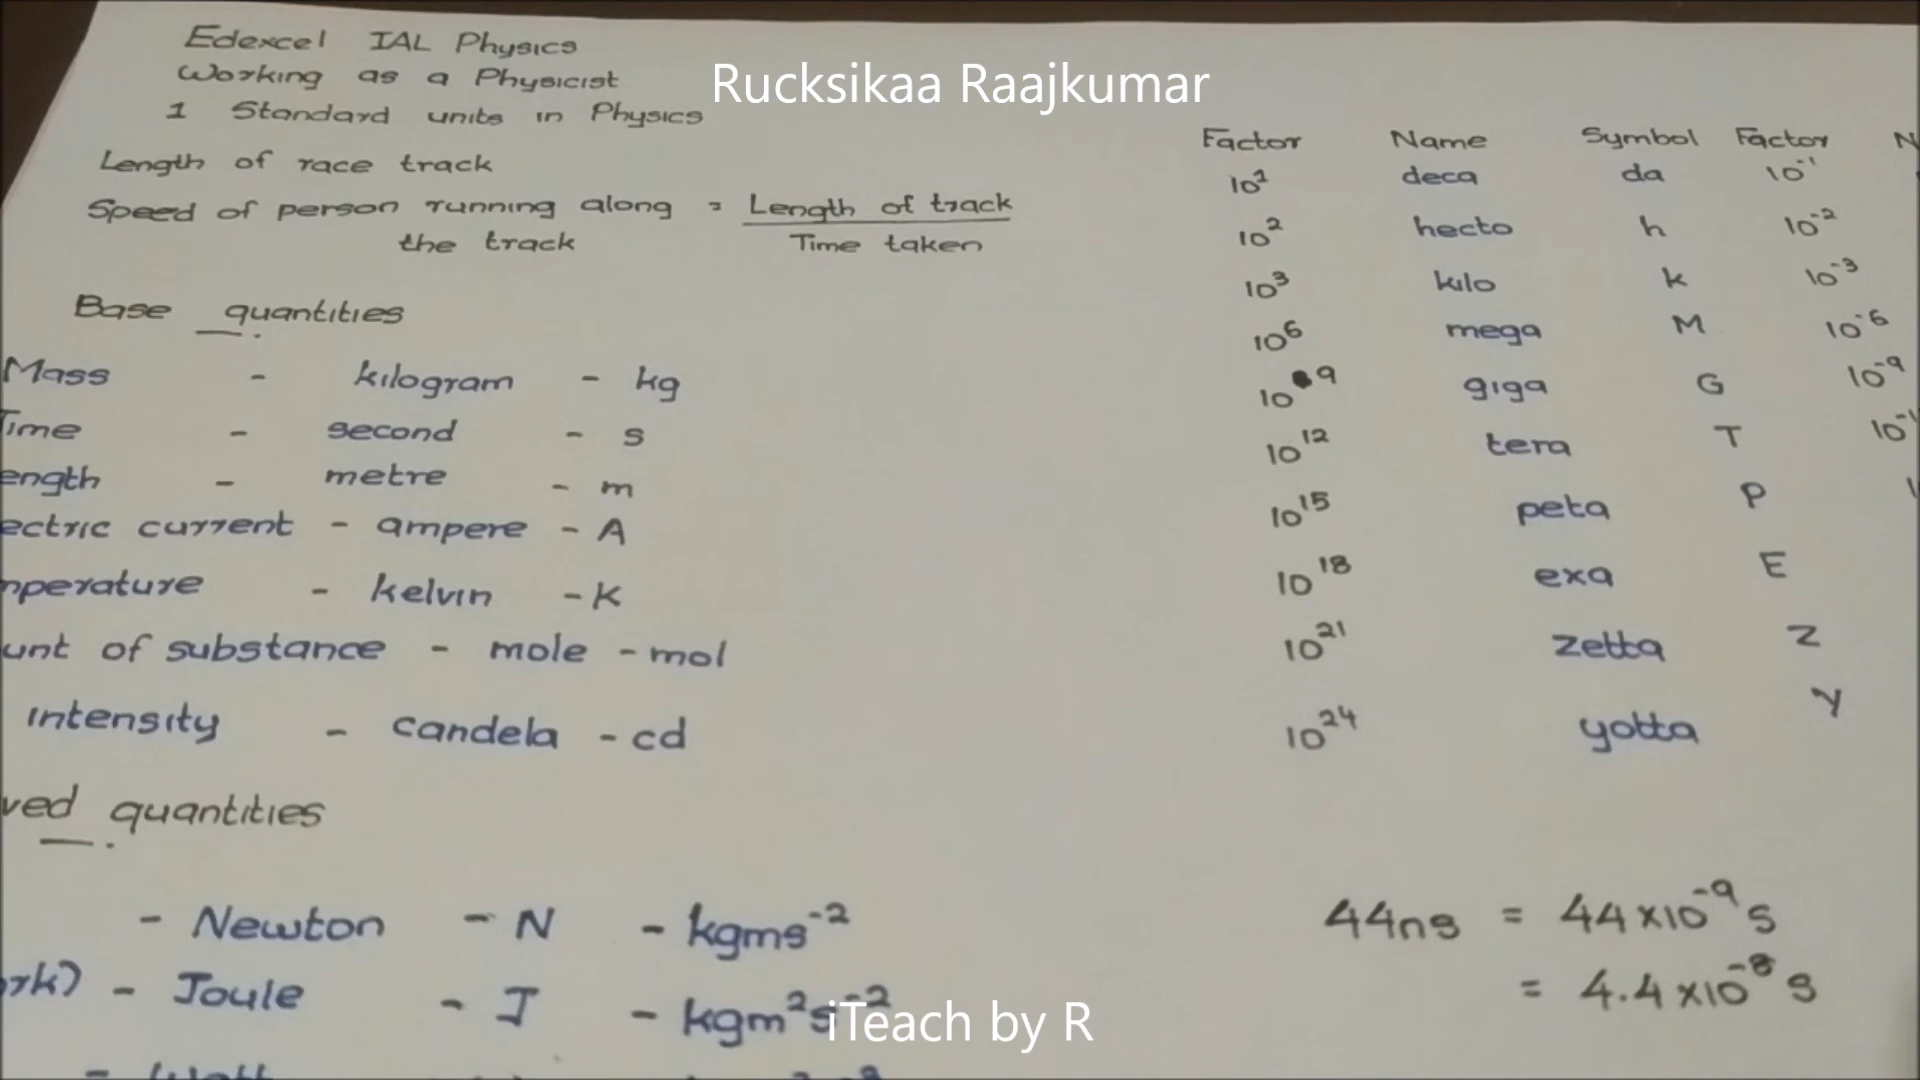 Edexcel IAL Physics
Working as a Physicist
1 Standard units in Physics
Rucksikaa Raajkumar
Length of race track
Speed of person running along the track = Length of track / Time taken
Base quantities
Mass - kilogram - kg
Time - second - s
ength - metre - m
ectric current - ampere - A
mperature - kelvin - K
unt of substance - mole - mol
intensity - candela - cd
ved quantities
- Newton - N - kgms⁻²
ork) - Joule - J - kgm²s⁻²
- Watt
Factor Name Symbol Factor N
10¹ deca da 10⁻¹
10² hecto h 10⁻²
10³ kilo k 10⁻³
10⁶ mega M 10⁻⁶
10⁹ giga G 10⁻⁹
10¹² tera T
10¹⁵ peta P
10¹⁸ exa E
10²¹ zetta Z
10²⁴ yotta Y
44ns = 44×10⁻⁹s
= 4.4×10⁻⁸s
iTeach by R